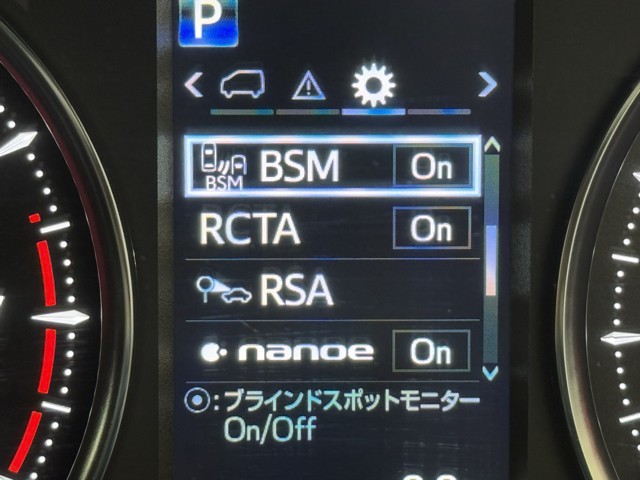 P
BSM BSM On
RCTA On
RSA
nanoe On
⦿:ブラインドスポットモニター
On/Off